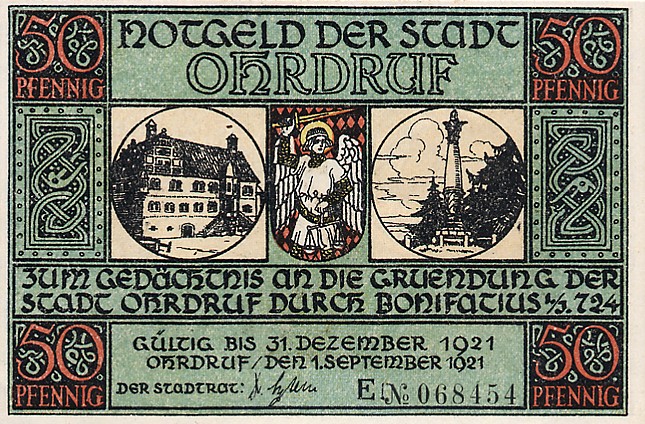 50 PFENNIG
NOTGELD DER STADT
OHRDRUF
50 PFENNIG
ZUM GEDÄCHTNIS AN DIE GRUENDUNG DER
STADT OHRDRUF DURCH BONIFATIUS 724
50 PFENNIG
GÜLTIG BIS 31. DEZEMBER 1921
OHRDRUF/DEN 1. SEPTEMBER 1921
DER STADTRAT:
E. № 068454
50 PFENNIG